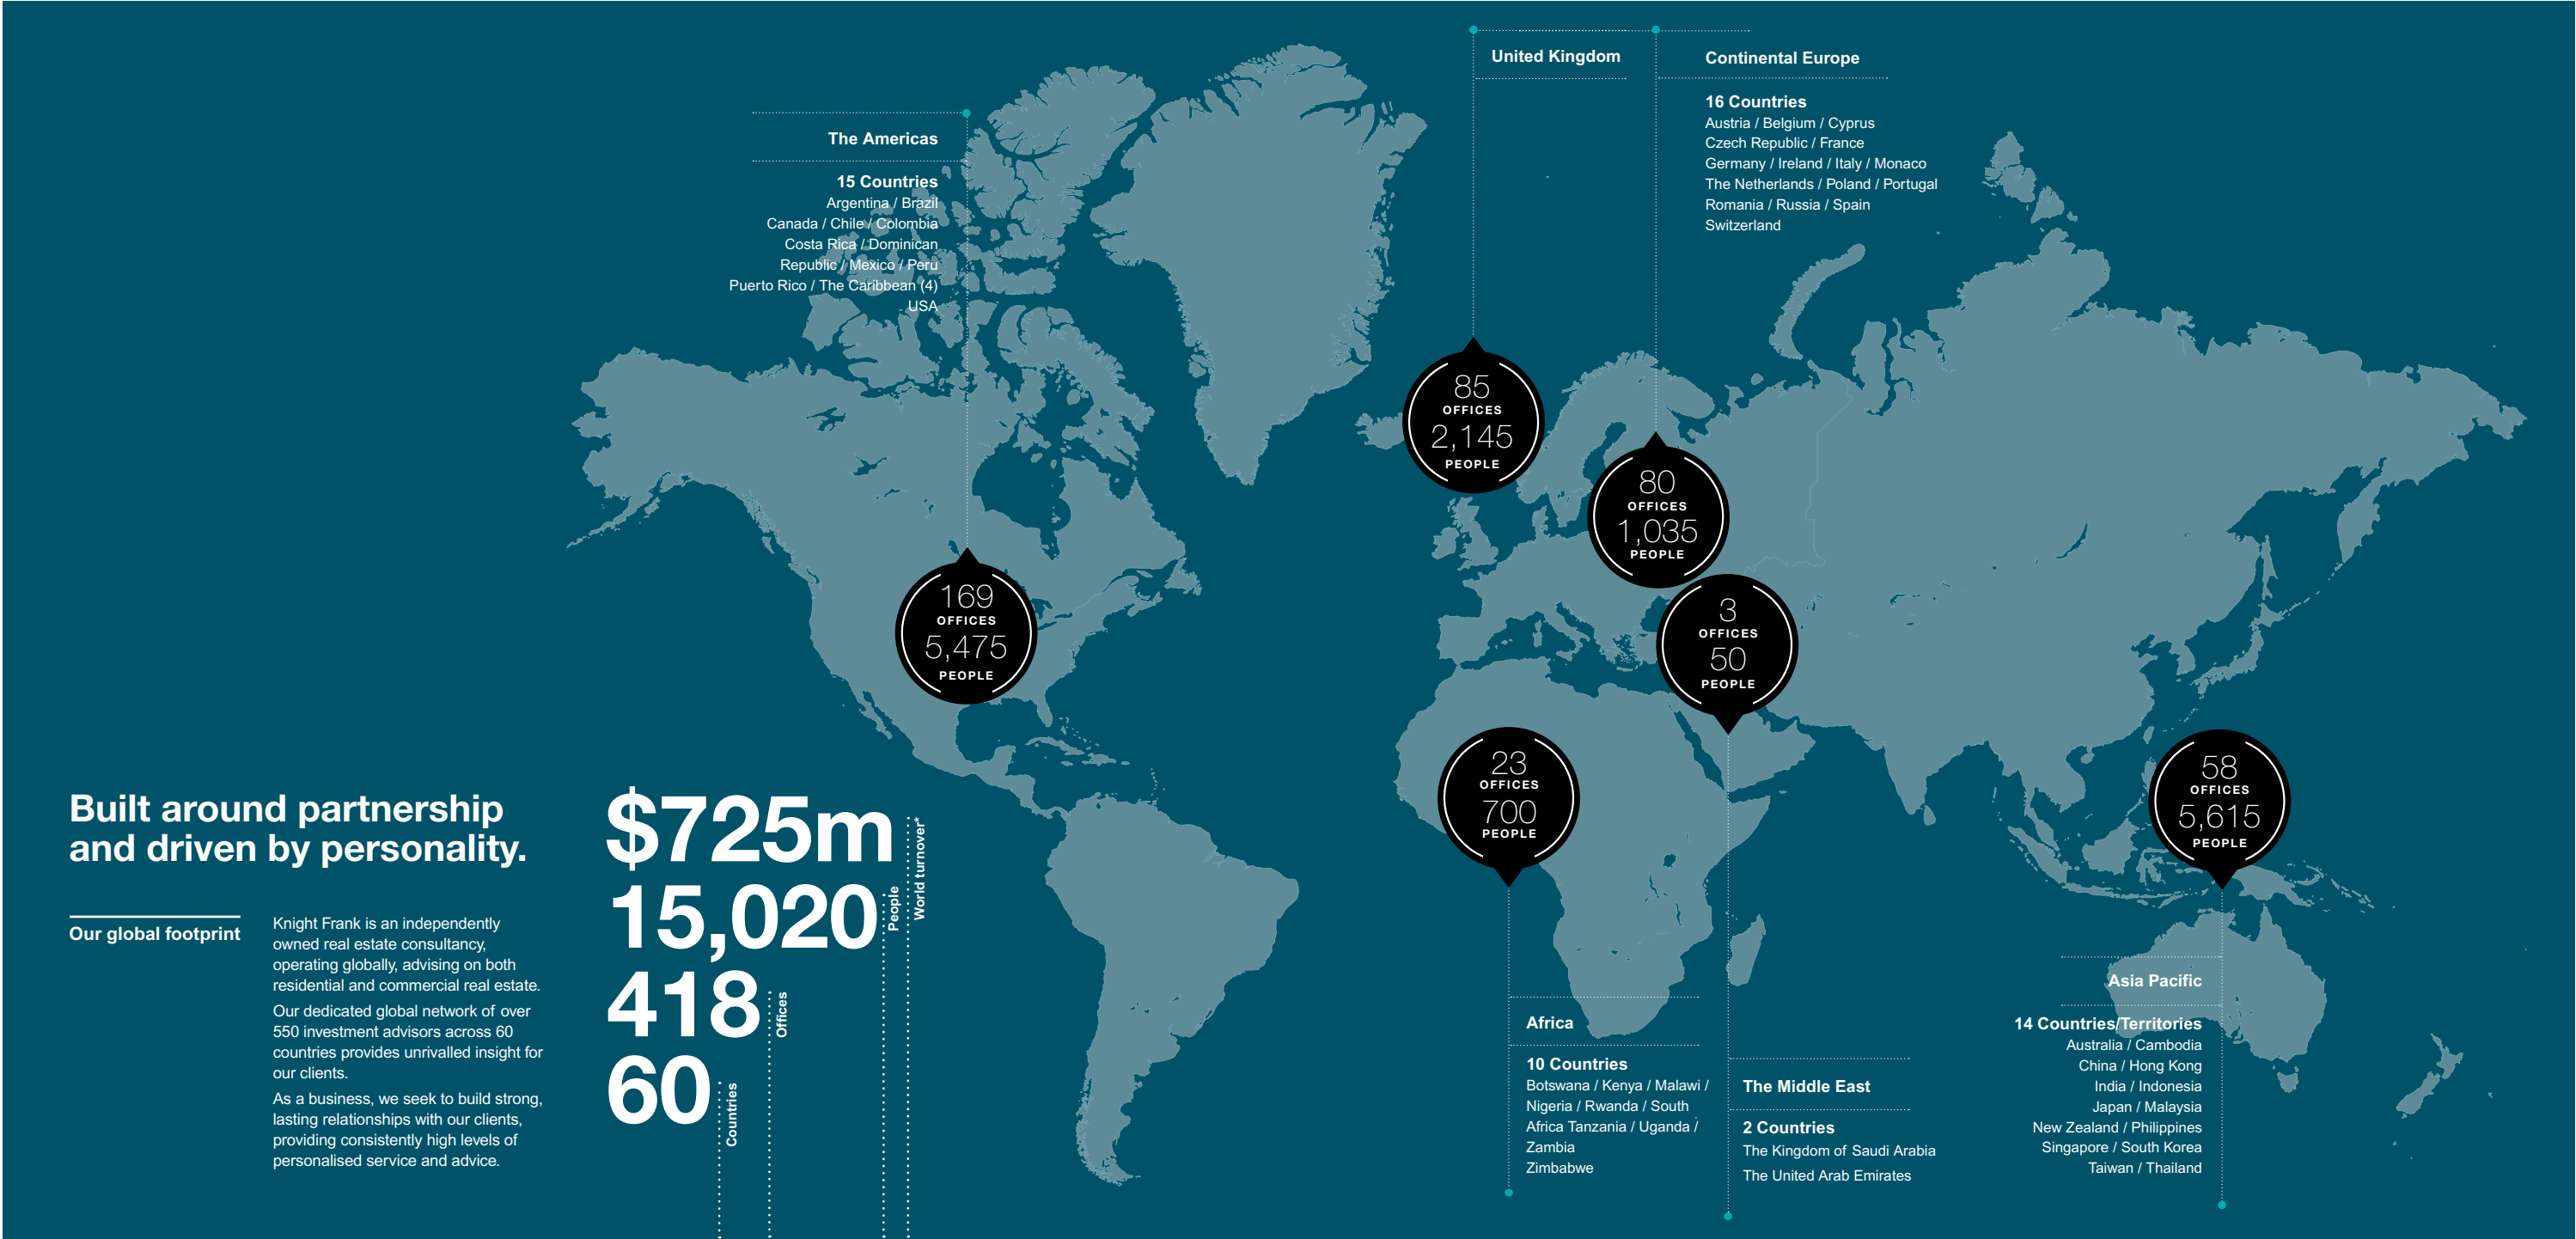 United Kingdom
Continental Europe
16 Countries
Austria / Belgium / Cyprus
Czech Republic / France
Germany / Ireland / Italy / Monaco
The Netherlands / Poland / Portugal
Romania / Russia / Spain
Switzerland
The Americas
15 Countries
Argentina / Brazil
Canada / Chile / Colombia
Costa Rica / Dominican
Republic / Mexico / Peru
Puerto Rico / The Caribbean (4)
USA
85
OFFICES
2,145
PEOPLE
80
OFFICES
1,035
PEOPLE
169
OFFICES
5,475
PEOPLE
3
OFFICES
50
PEOPLE
23
OFFICES
700
PEOPLE
58
OFFICES
5,615
PEOPLE
Built around partnership
and driven by personality.
Our global footprint
Knight Frank is an independently
owned real estate consultancy,
operating globally, advising on both
residential and commercial real estate.
Our dedicated global network of over
550 investment advisors across 60
countries provides unrivalled insight for
our clients.
As a business, we seek to build strong,
lasting relationships with our clients,
providing consistently high levels of
personalised service and advice.
$725m
World turnover*
15,020
People
418
Offices
60
Countries
Africa
10 Countries
Botswana / Kenya / Malawi /
Nigeria / Rwanda / South
Africa Tanzania / Uganda /
Zambia
Zimbabwe
The Middle East
2 Countries
The Kingdom of Saudi Arabia
The United Arab Emirates
Asia Pacific
14 Countries/Territories
Australia / Cambodia
China / Hong Kong
India / Indonesia
Japan / Malaysia
New Zealand / Philippines
Singapore / South Korea
Taiwan / Thailand